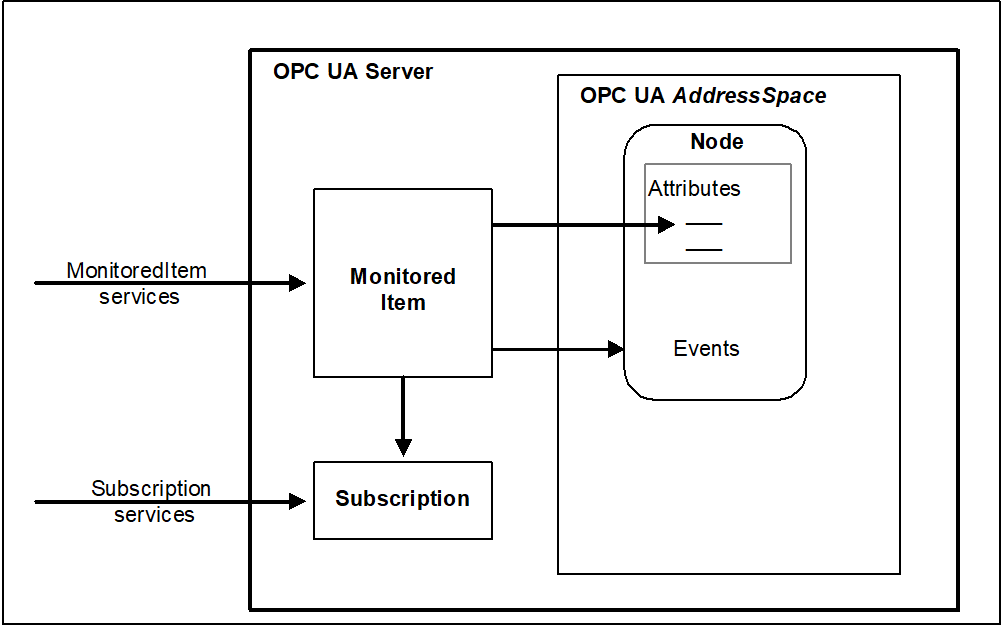 OPC UA Server
OPC UA AddressSpace
Node
Attributes
MonitoredItem
services
Monitored
Item
Events
Subscription
services
Subscription